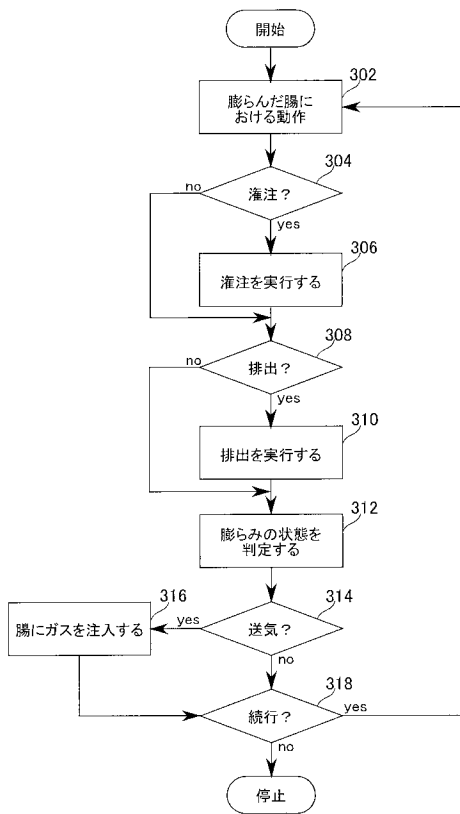 開始
302
膨らんだ腸に
おける動作
304
灌注？
no
yes
306
灌注を実行する
308
排出？
no
yes
310
排出を実行する
312
膨らみの状態を
判定する
314
送気？
yes
no
316
腸にガスを注入する
318
続行？
yes
no
停止